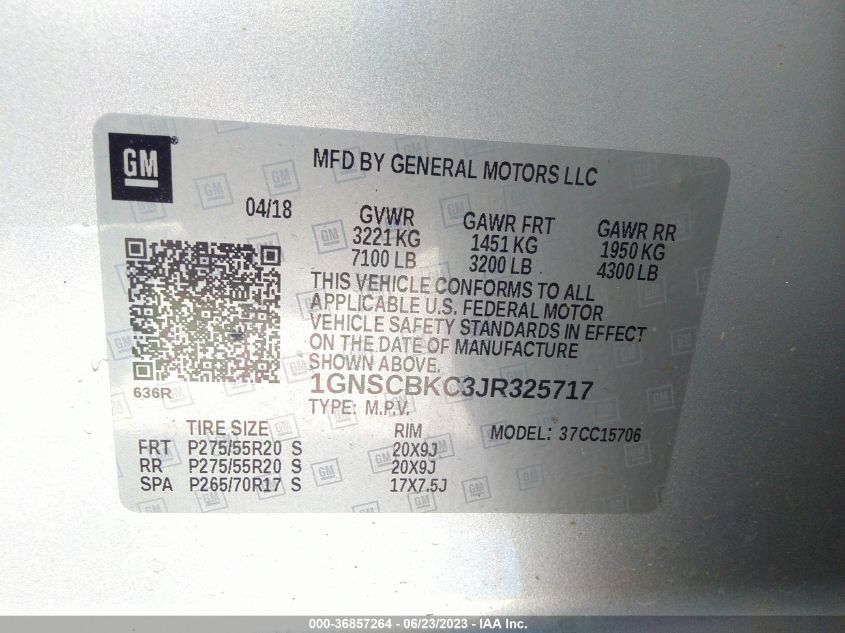 GM
MFD BY GENERAL MOTORS LLC
04/18
GVWR GAWR FRT GAWR RR
3221 KG 1451 KG 1950 KG
7100 LB 3200 LB 4300 LB
THIS VEHICLE CONFORMS TO ALL
APPLICABLE U.S. FEDERAL MOTOR
VEHICLE SAFETY STANDARDS IN EFFECT
ON THE DATE OF MANUFACTURE
SHOWN ABOVE.
636R
1GNSCBKC3JR325717
TYPE: M.P.V.
TIRE SIZE RIM MODEL: 37CC15706
FRT P275/55R20 S 20X9J
RR P275/55R20 S 20X9J
SPA P265/70R17 S 17X7.5J
000-36857264 - 06/23/2023 - IAA Inc.